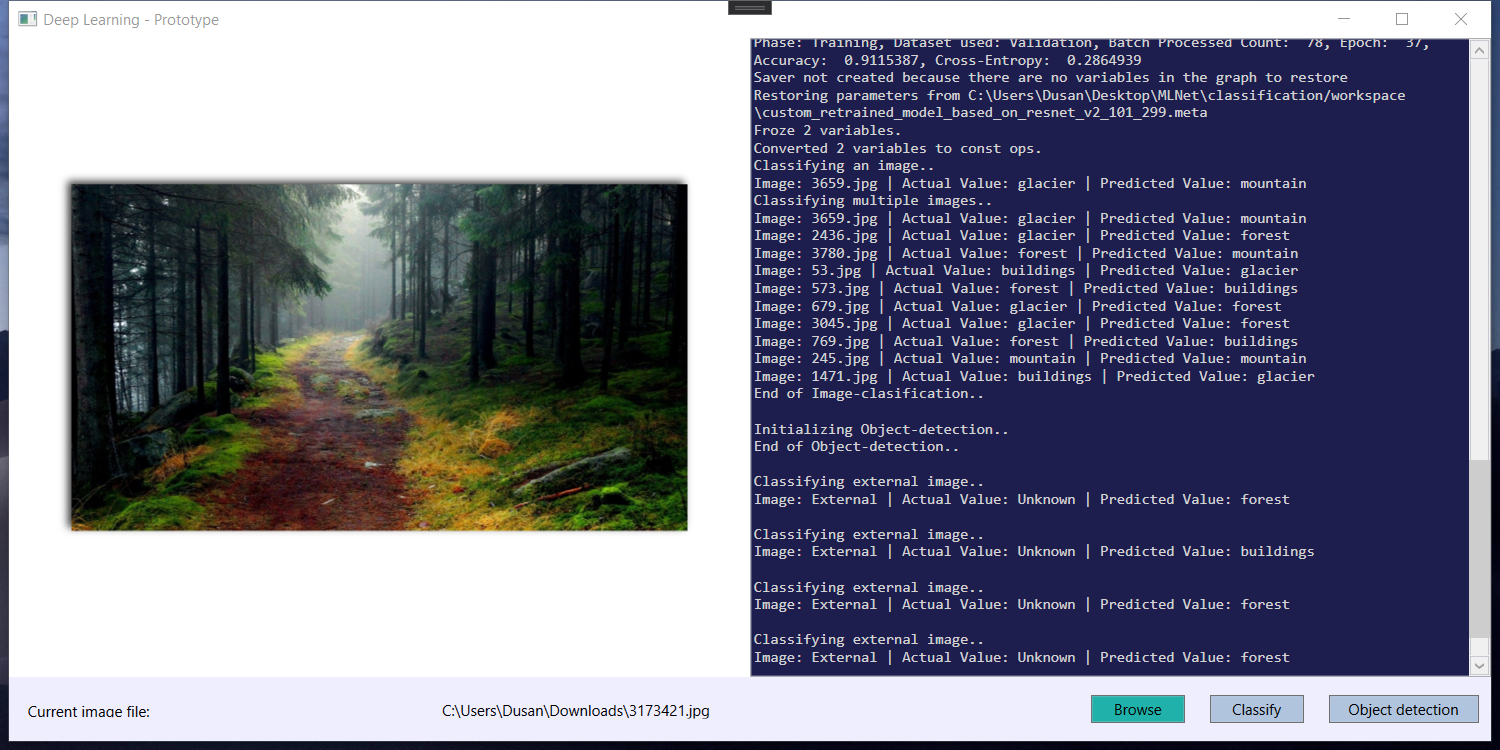 Deep Learning - Prototype
Phase: Training, Dataset used: Validation, Batch Processed Count:  78, Epoch:  37,
Accuracy:  0.9115387, Cross-Entropy:  0.2864939
Saver not created because there are no variables in the graph to restore
Restoring parameters from C:\Users\Dusan\Desktop\MLNet\classification/workspace
\custom_retrained_model_based_on_resnet_v2_101_299.meta
Froze 2 variables.
Converted 2 variables to const ops.
Classifying an image..
Image: 3659.jpg | Actual Value: glacier | Predicted Value: mountain
Classifying multiple images..
Image: 3659.jpg | Actual Value: glacier | Predicted Value: mountain
Image: 2436.jpg | Actual Value: glacier | Predicted Value: forest
Image: 3780.jpg | Actual Value: forest | Predicted Value: mountain
Image: 53.jpg | Actual Value: buildings | Predicted Value: glacier
Image: 573.jpg | Actual Value: forest | Predicted Value: buildings
Image: 679.jpg | Actual Value: glacier | Predicted Value: forest
Image: 3045.jpg | Actual Value: glacier | Predicted Value: forest
Image: 769.jpg | Actual Value: forest | Predicted Value: buildings
Image: 245.jpg | Actual Value: mountain | Predicted Value: mountain
Image: 1471.jpg | Actual Value: buildings | Predicted Value: glacier
End of Image-clasification..
Initializing Object-detection..
End of Object-detection..
Classifying external image..
Image: External | Actual Value: Unknown | Predicted Value: forest
Classifying external image..
Image: External | Actual Value: Unknown | Predicted Value: buildings
Classifying external image..
Image: External | Actual Value: Unknown | Predicted Value: forest
Classifying external image..
Image: External | Actual Value: Unknown | Predicted Value: forest
Current image file: C:\Users\Dusan\Downloads\3173421.jpg Browse Classify Object detection